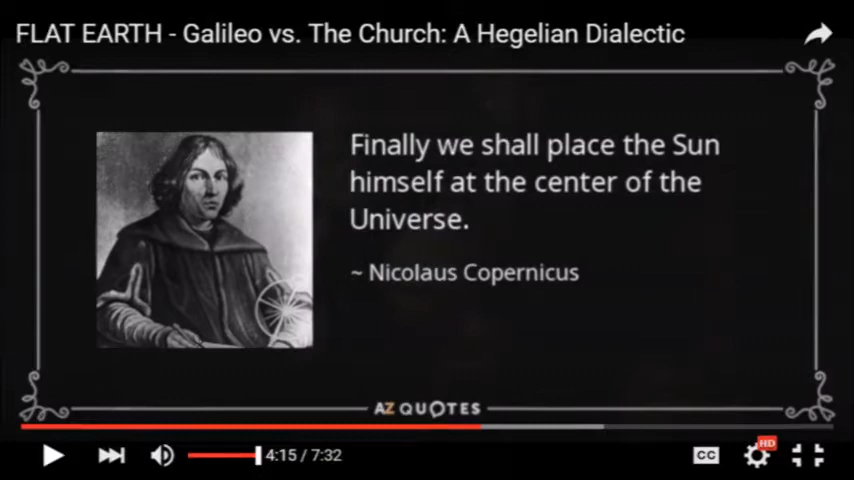 FLAT EARTH - Galileo vs. The Church: A Hegelian Dialectic
Finally we shall place the Sun
himself at the center of the
Universe.
~ Nicolaus Copernicus
AZ QUOTES
4:15 / 7:32
CC
HD